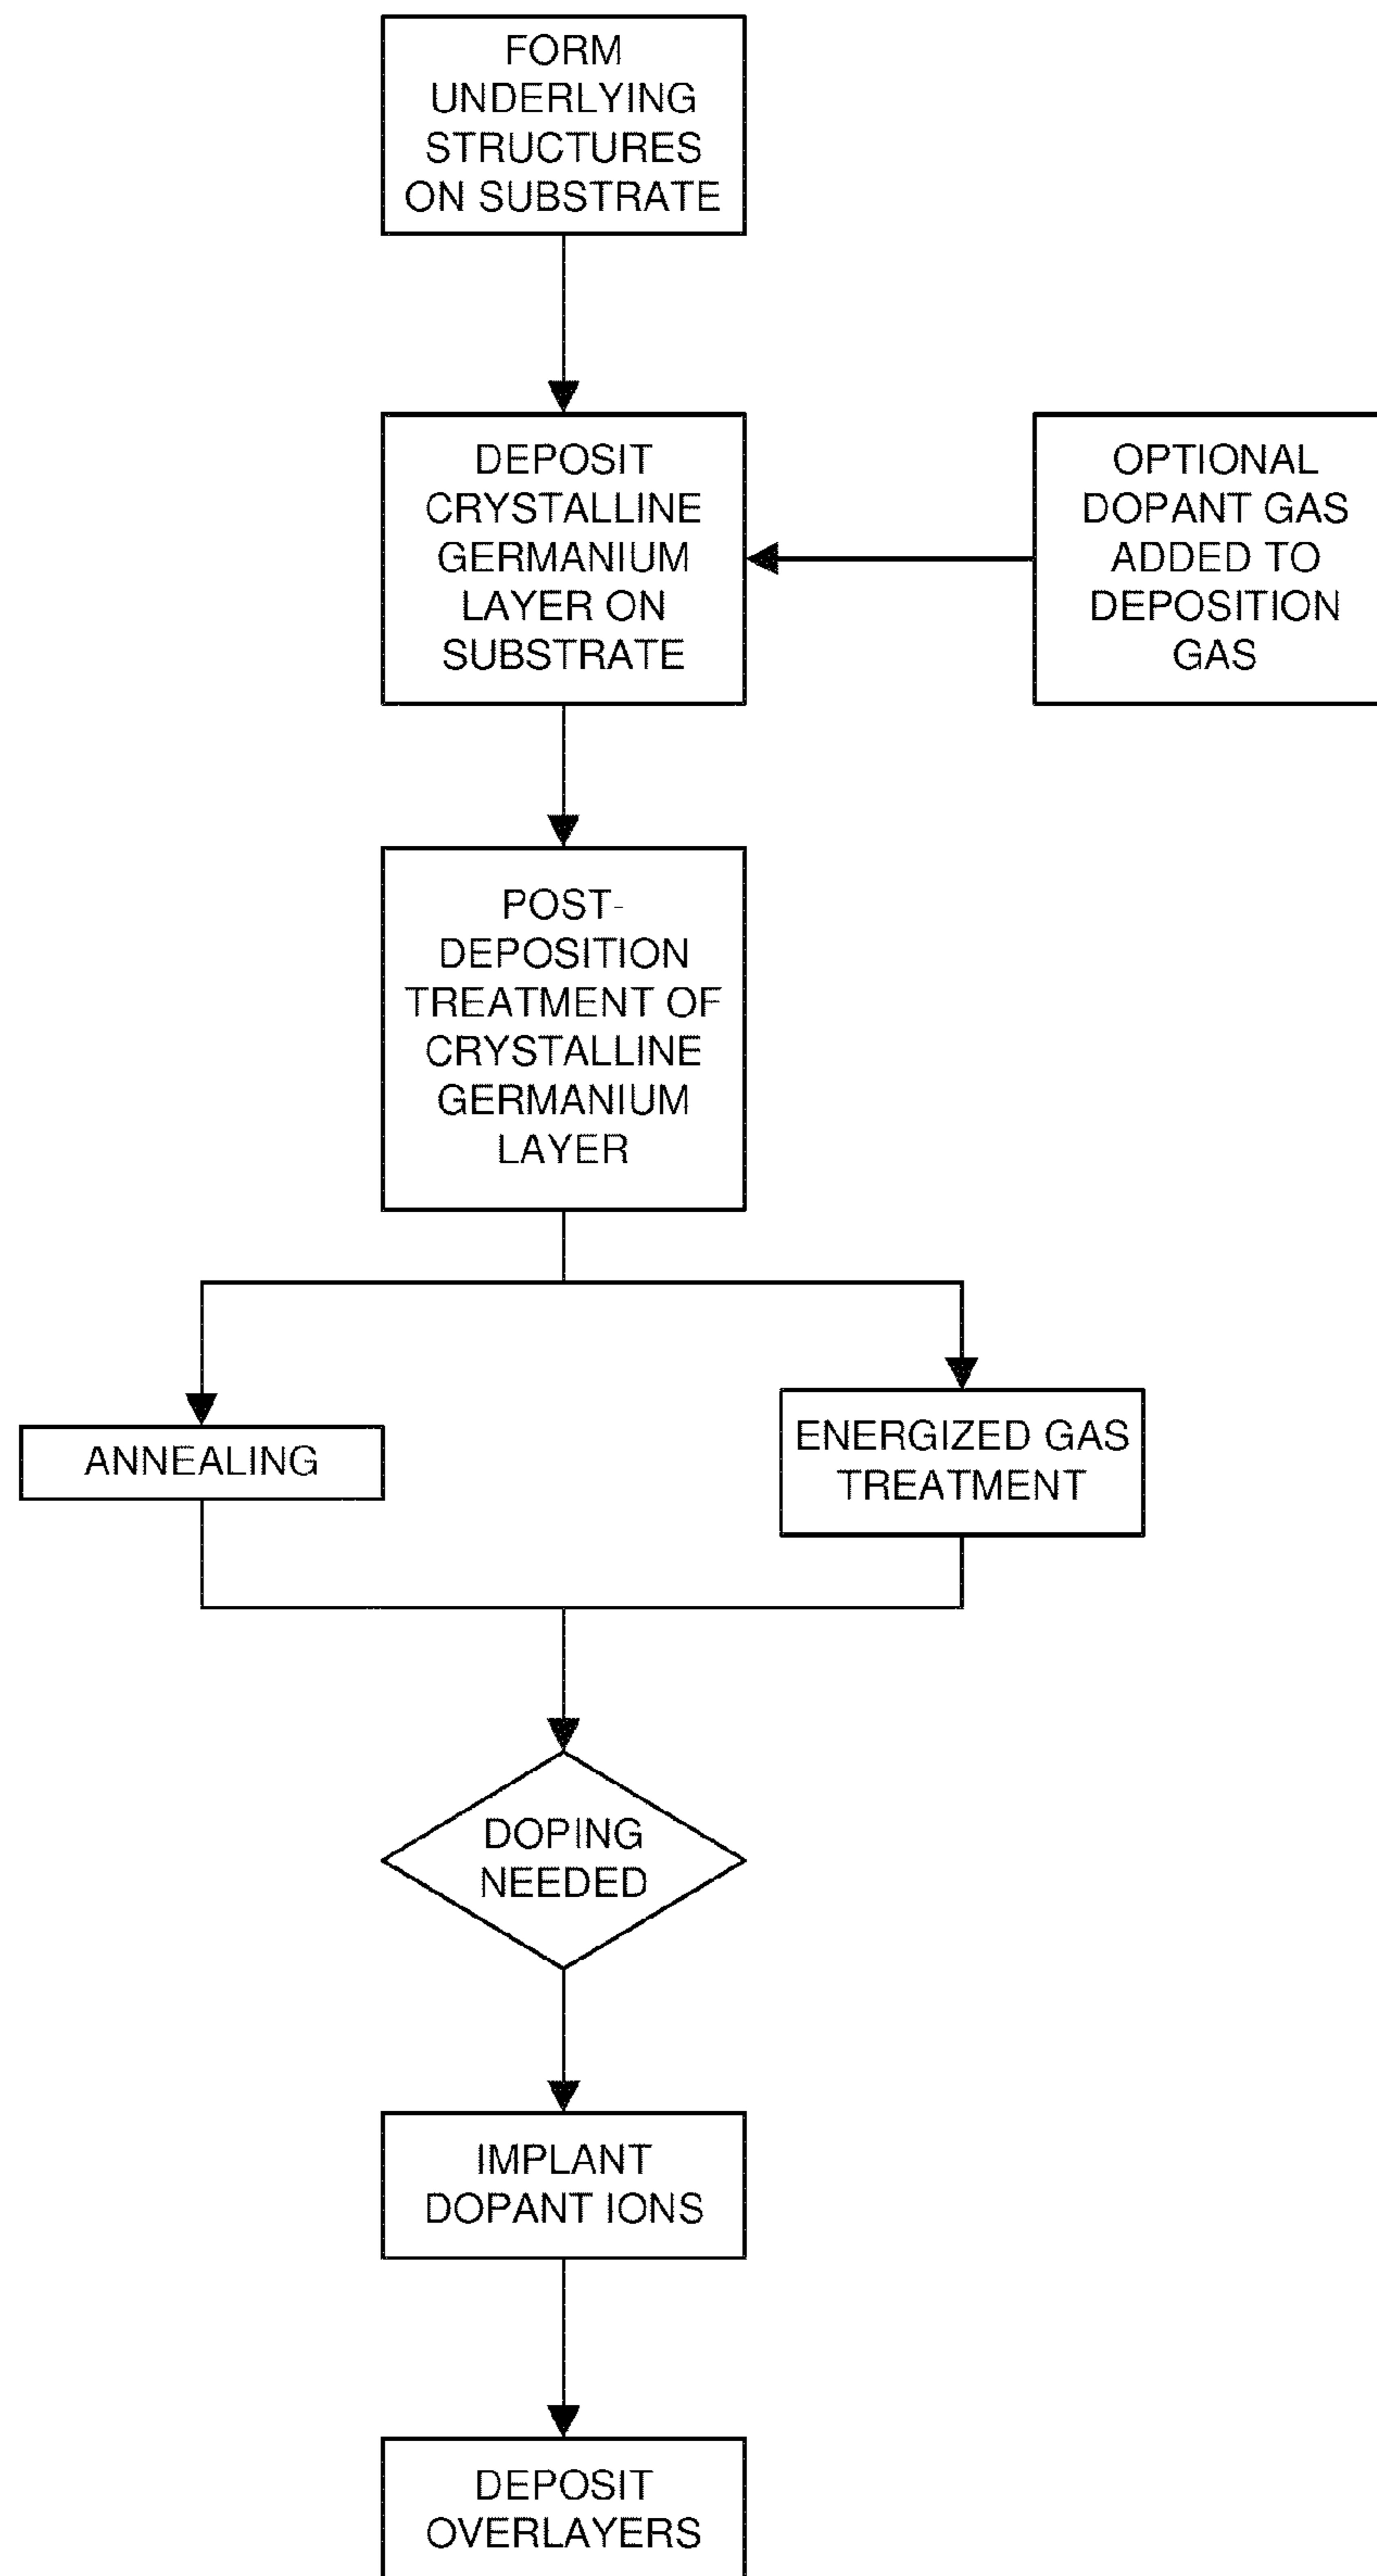 FORM
UNDERLYING
STRUCTURES
ON SUBSTRATE
DEPOSIT
CRYSTALLINE
GERMANIUM
LAYER ON
SUBSTRATE
OPTIONAL
DOPANT GAS
ADDED TO
DEPOSITION
GAS
POST-
DEPOSITION
TREATMENT OF
CRYSTALLINE
GERMANIUM
LAYER
ANNEALING
ENERGIZED GAS
TREATMENT
DOPING
NEEDED
IMPLANT
DOPANT IONS
DEPOSIT
OVERLAYERS